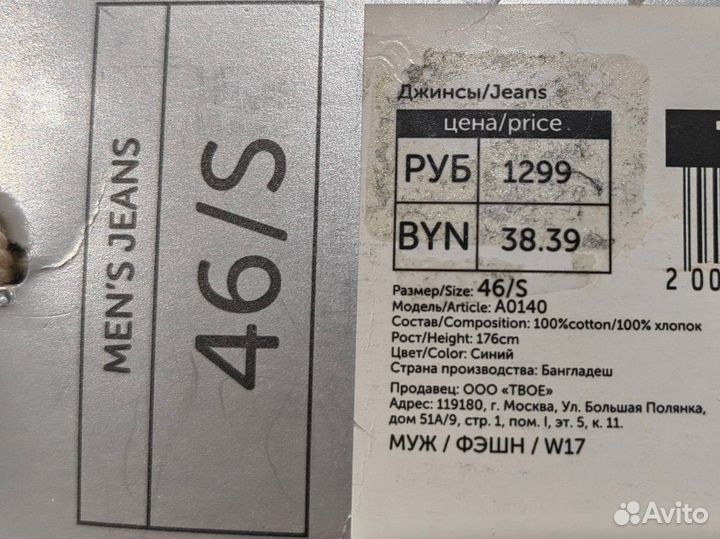 MEN'S JEANS
46/S
Джинсы/Jeans
цена/price
РУБ 1299
BYN 38.39
Размер/Size: 46/S
Модель/Article: A0140
Состав/Composition: 100%cotton/100% хлопок
Рост/Height: 176cm
Цвет/Color: Синий
Страна производства: Бангладеш
Продавец: ООО «ТВОЕ»
Адрес: 119180, г. Москва, Ул. Большая Полянка,
дом 51А/9, стр. 1, пом. I, эт. 5, к. 11.
МУЖ / ФЭШН / W17
2 00
Avito